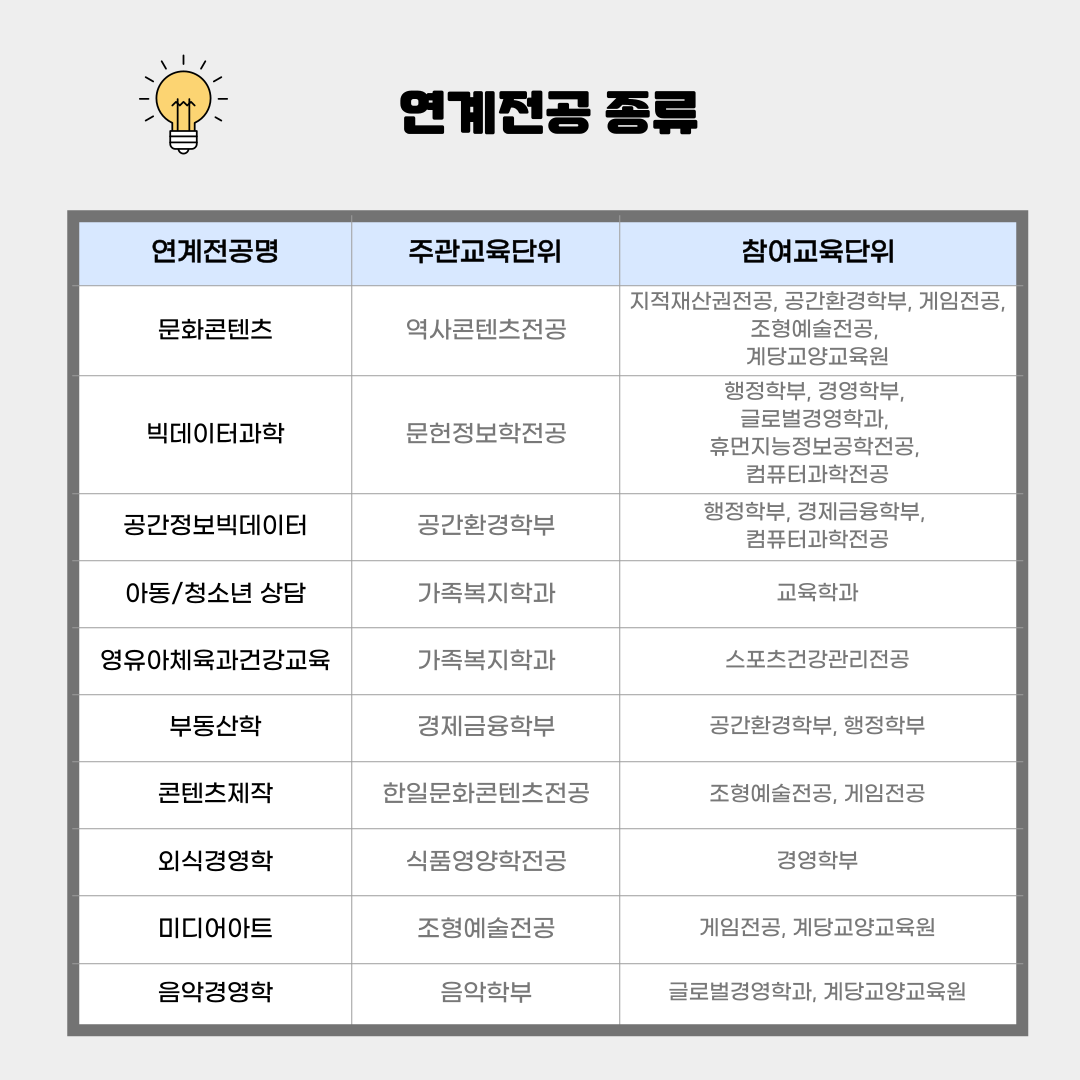 연계전공 종류
연계전공명 주관교육단위 참여교육단위
문화콘텐츠 역사콘텐츠전공 지적재산권전공, 공간환경학부, 게임전공,
조형예술전공,
계당교양교육원
빅데이터과학 문헌정보학전공 행정학부, 경영학부,
글로벌경영학과,
휴먼지능정보공학전공,
컴퓨터과학전공
공간정보빅데이터 공간환경학부 행정학부, 경제금융학부,
컴퓨터과학전공
아동/청소년 상담 가족복지학과 교육학과
영유아체육과건강교육 가족복지학과 스포츠건강관리전공
부동산학 경제금융학부 공간환경학부, 행정학부
콘텐츠제작 한일문화콘텐츠전공 조형예술전공, 게임전공
외식경영학 식품영양학전공 경영학부
미디어아트 조형예술전공 게임전공, 계당교양교육원
음악경영학 음악학부 글로벌경영학과, 계당교양교육원